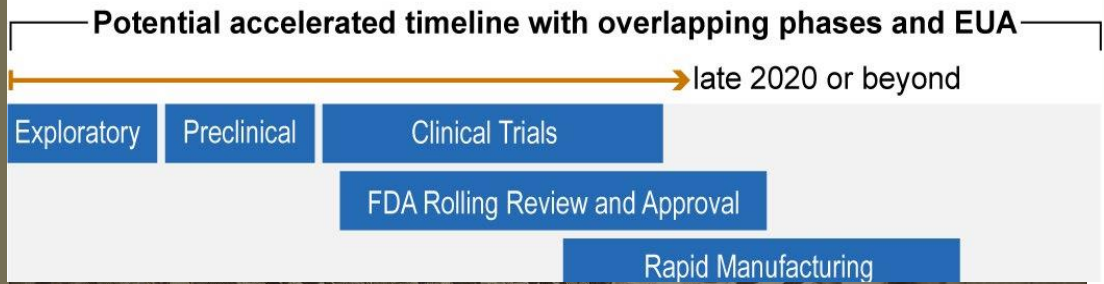 Potential accelerated timeline with overlapping phases and EUA
late 2020 or beyond
Exploratory Preclinical Clinical Trials
FDA Rolling Review and Approval
Rapid Manufacturing